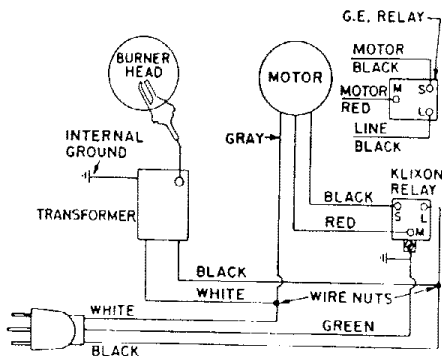 G.E. RELAY
BURNER
HEAD
MOTOR
MOTOR
BLACK
M S
MOTOR
RED
L
LINE
BLACK
INTERNAL
GROUND
GRAY
KLIXON
RELAY
BLACK
S L
TRANSFORMER
RED
M
BLACK
WHITE
WIRE NUTS
WHITE
GREEN
BLACK